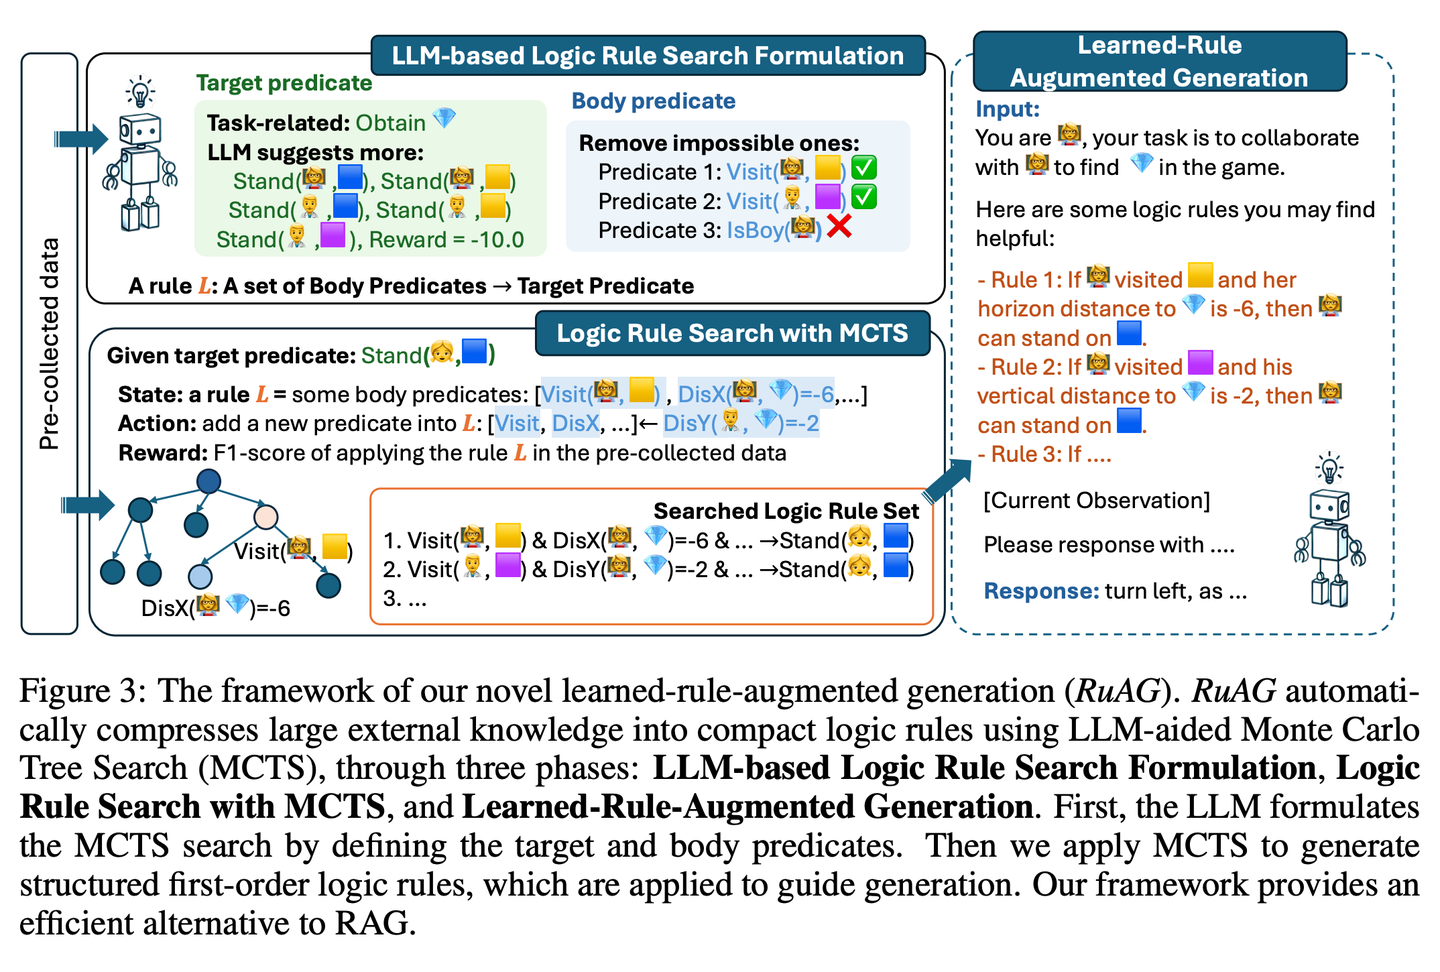 Pre-collected data
LLM-based Logic Rule Search Formulation
Target predicate
Task-related: Obtain 💎
LLM suggests more:
Stand(👩‍🏫,🟦), Stand(👩‍🏫,🟨)
Stand(👨‍⚕️,🟦), Stand(👨‍⚕️,🟨)
Stand(👨‍⚕️,🟪), Reward = -10.0
Body predicate
Remove impossible ones:
Predicate 1: Visit(👩‍🏫,🟨) ✅
Predicate 2: Visit(👨‍⚕️,🟪) ✅
Predicate 3: IsBoy(👩‍🏫) ❌
A rule L: A set of Body Predicates → Target Predicate
Logic Rule Search with MCTS
Given target predicate: Stand(👧,🟦)
State: a rule L = some body predicates: [Visit(👩‍🏫, 🟨) , DisX(👩‍🏫, 💎)=-6,...]
Action: add a new predicate into L: [Visit, DisX, ...]← DisY(👨‍⚕️, 💎)=-2
Reward: F1-score of applying the rule L in the pre-collected data
Visit(👩‍🏫, 🟨)
DisX(👩‍🏫 💎)=-6
Searched Logic Rule Set
1. Visit(👩‍🏫, 🟨) & DisX(👩‍🏫, 💎)=-6 & ... →Stand(👧, 🟦)
2. Visit(👨‍⚕️, 🟪) & DisY(👩‍🏫, 💎)=-2 & ... →Stand(👧, 🟦)
3. ...
Learned-Rule
Augumented Generation
Input:
You are 👩‍🏫, your task is to collaborate
with 👩‍🏫 to find 💎 in the game.
Here are some logic rules you may find
helpful:
- Rule 1: If 👩‍🏫 visited 🟨 and her
horizon distance to 💎 is -6, then 👩‍🏫
can stand on 🟦.
- Rule 2: If 👩‍🏫 visited 🟪 and his
vertical distance to 💎 is -2, then 👩‍🏫
can stand on 🟦.
- Rule 3: If ....
[Current Observation]
Please response with ....
Response: turn left, as ...
Figure 3: The framework of our novel learned-rule-augmented generation (RuAG). RuAG automati-
cally compresses large external knowledge into compact logic rules using LLM-aided Monte Carlo
Tree Search (MCTS), through three phases: LLM-based Logic Rule Search Formulation, Logic
Rule Search with MCTS, and Learned-Rule-Augmented Generation. First, the LLM formulates
the MCTS search by defining the target and body predicates. Then we apply MCTS to generate
structured first-order logic rules, which are applied to guide generation. Our framework provides an
efficient alternative to RAG.